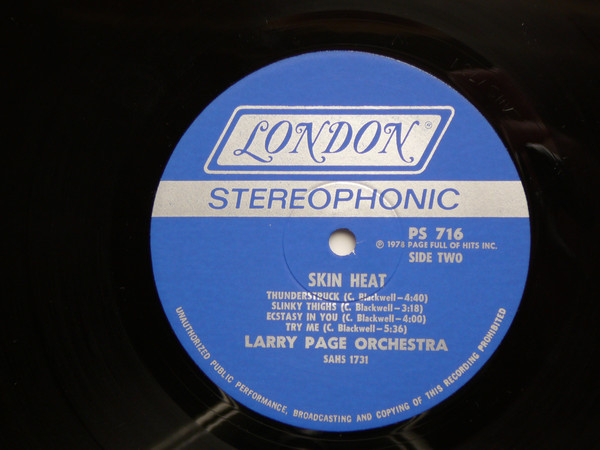 LONDON®
STEREOPHONIC
PS 716
℗ 1978 PAGE FULL OF HITS INC.
SIDE TWO
SKIN HEAT
THUNDERSTRUCK (C. Blackwell—4:40)
SLINKY THIGHS (C. Blackwell—3:18)
ECSTASY IN YOU (C. Blackwell—4:00)
TRY ME (C. Blackwell—5:36)
LARRY PAGE ORCHESTRA
SAHS 1731
UNAUTHORIZED PUBLIC PERFORMANCE, BROADCASTING AND COPYING OF THIS RECORDING PROHIBITED